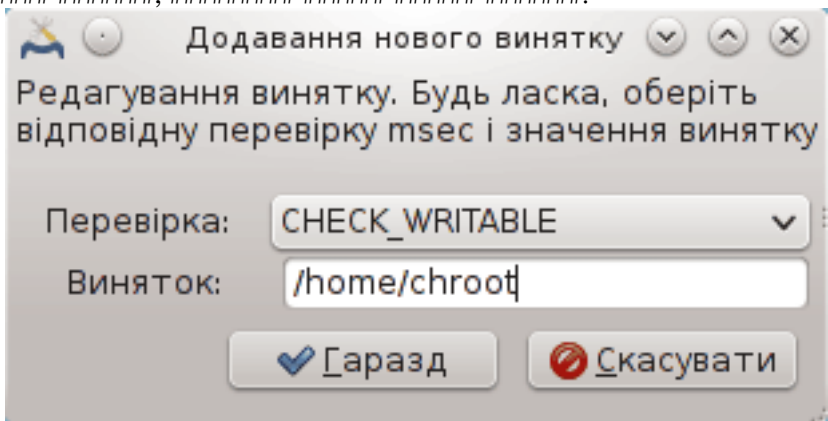 Додавання нового винятку
Редагування винятку. Будь ласка, оберіть
відповідну перевірку msec і значення винятку
Перевірка: CHECK_WRITABLE
Виняток: /home/chroot
Гаразд Скасувати